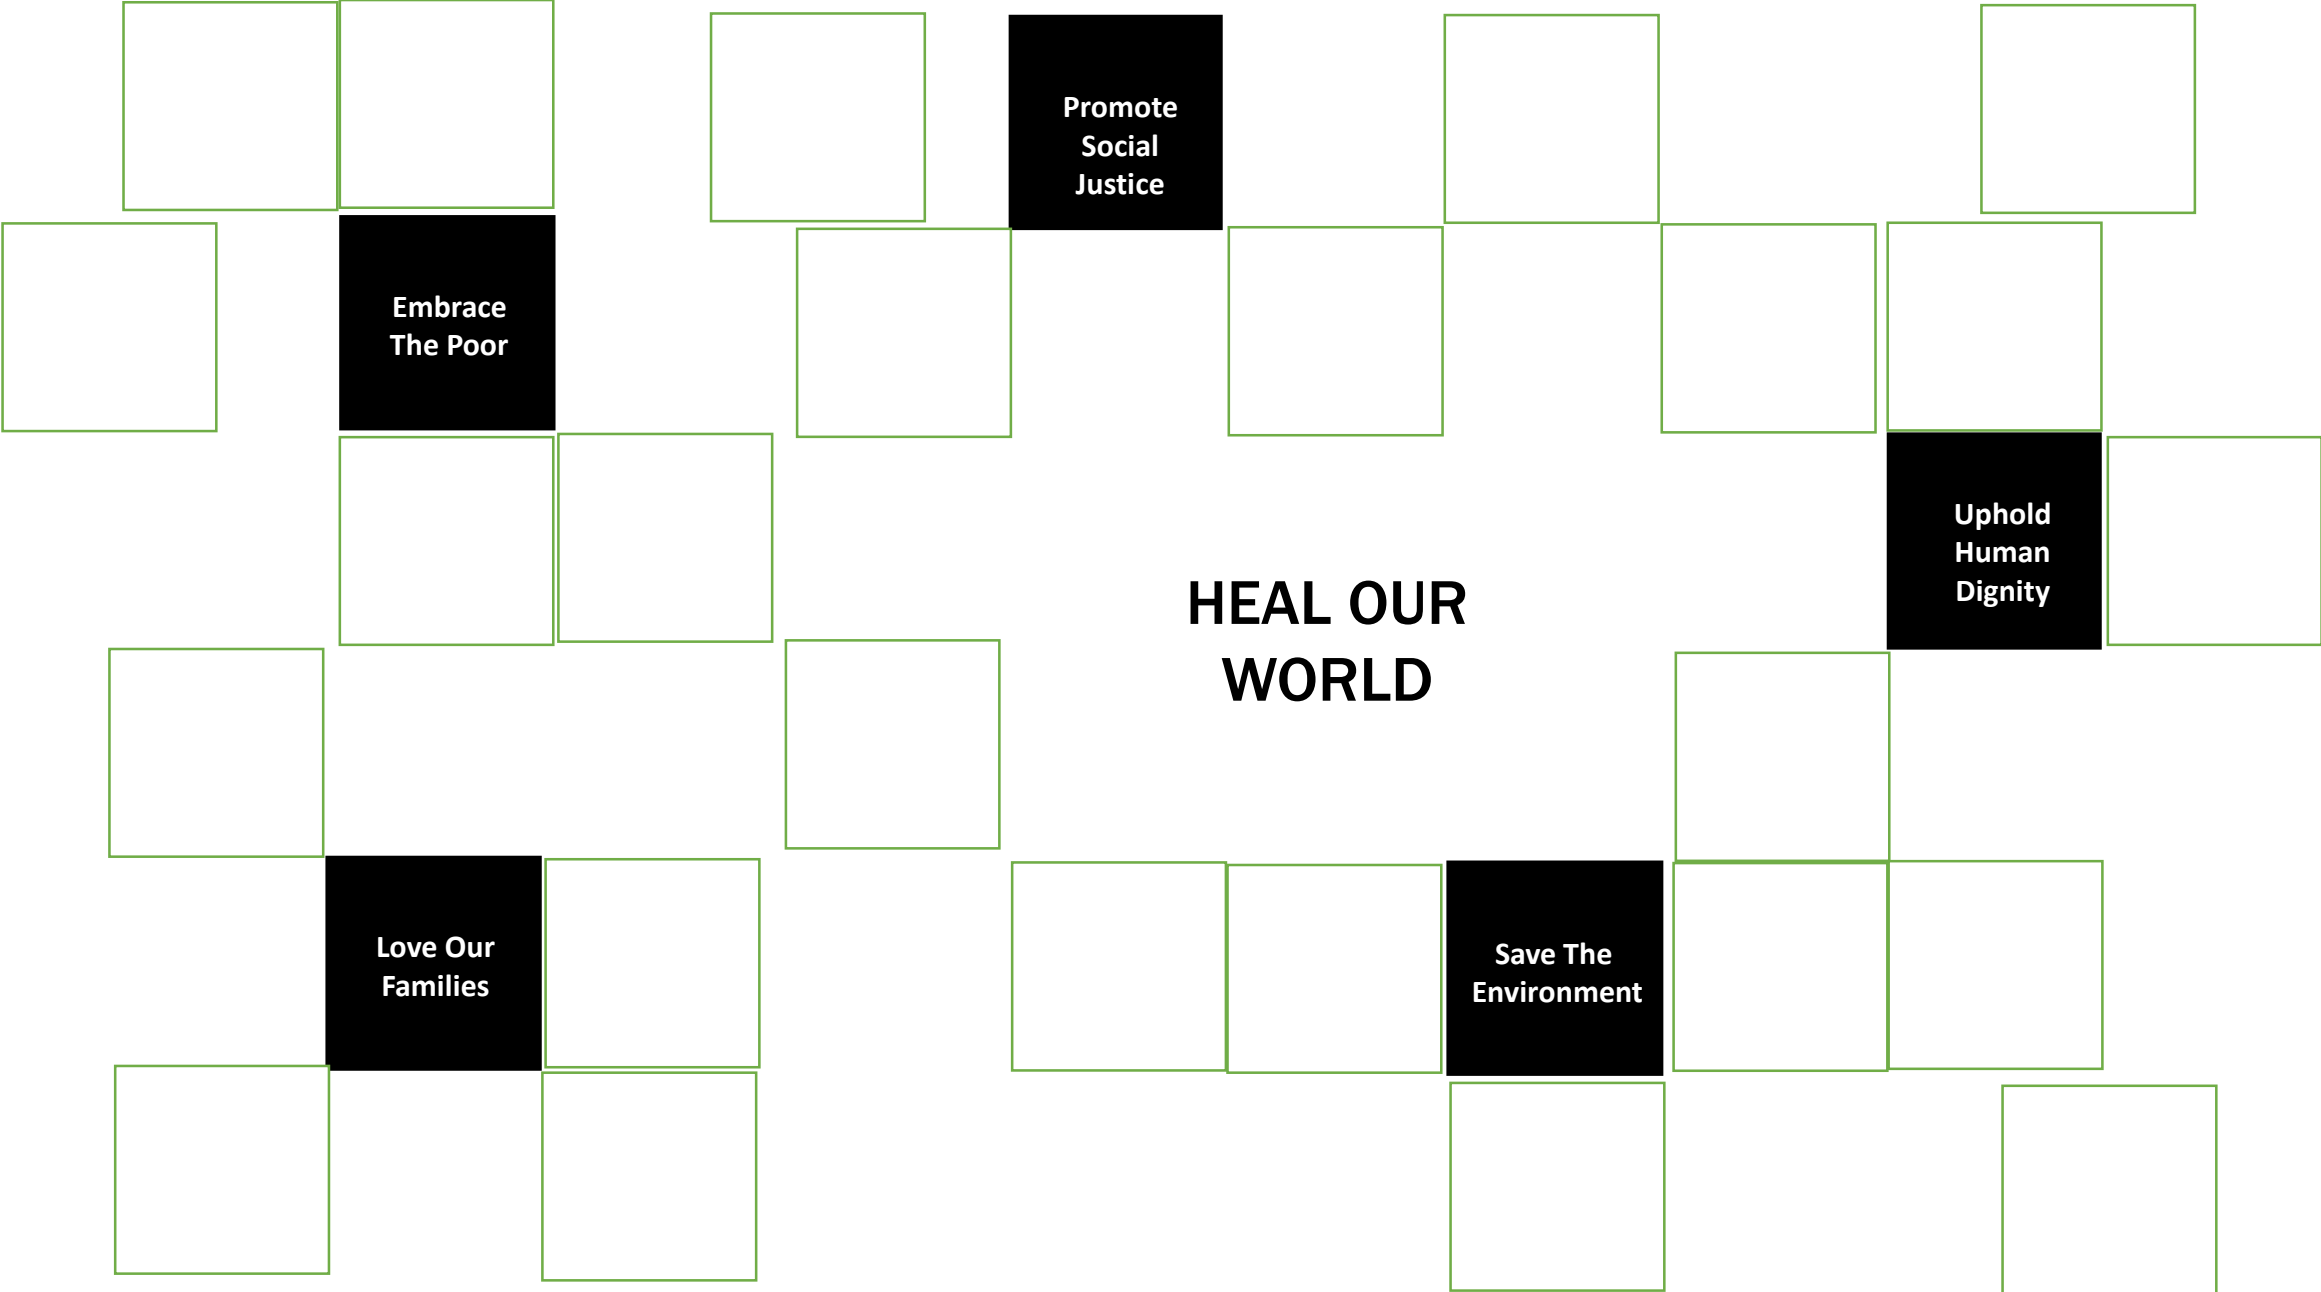 Promote
Social
Justice
Embrace
The Poor
Uphold
Human
Dignity
HEAL OUR
WORLD
Love Our
Families
Save The
Environment